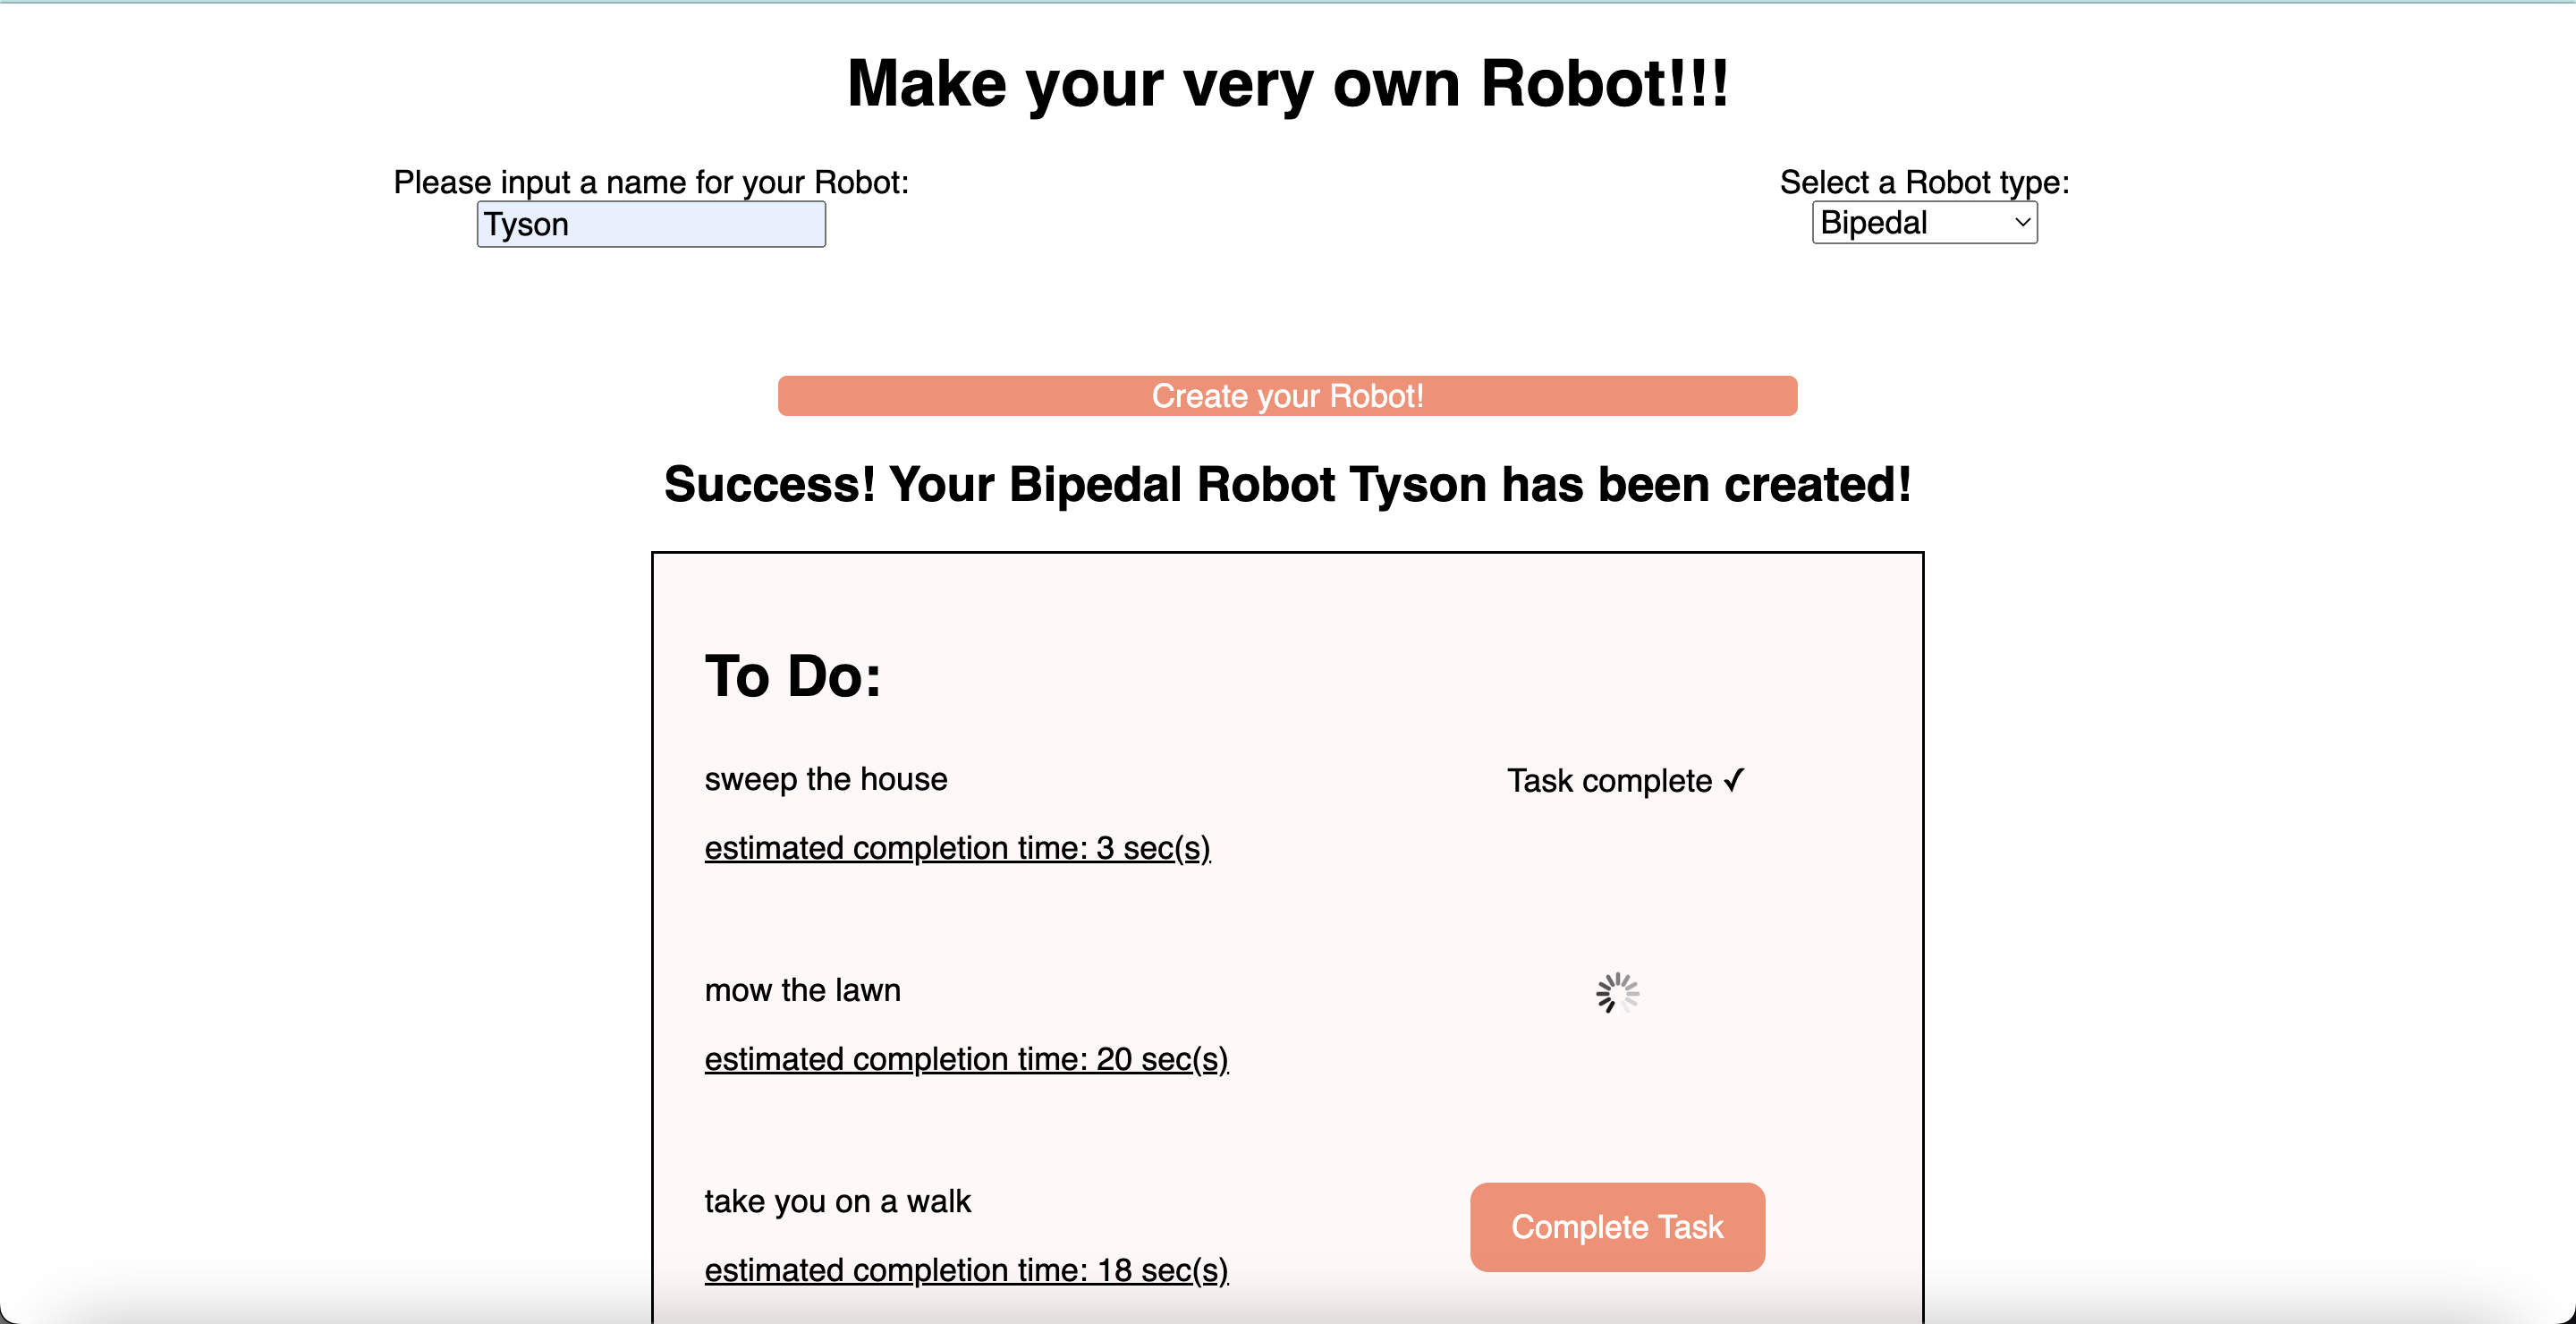 Make your very own Robot!!!
Please input a name for your Robot:
Tyson
Select a Robot type:
Bipedal
Create your Robot!
Success! Your Bipedal Robot Tyson has been created!
To Do:
sweep the house
Task complete ✓
estimated completion time: 3 sec(s)
mow the lawn
estimated completion time: 20 sec(s)
take you on a walk
Complete Task
estimated completion time: 18 sec(s)